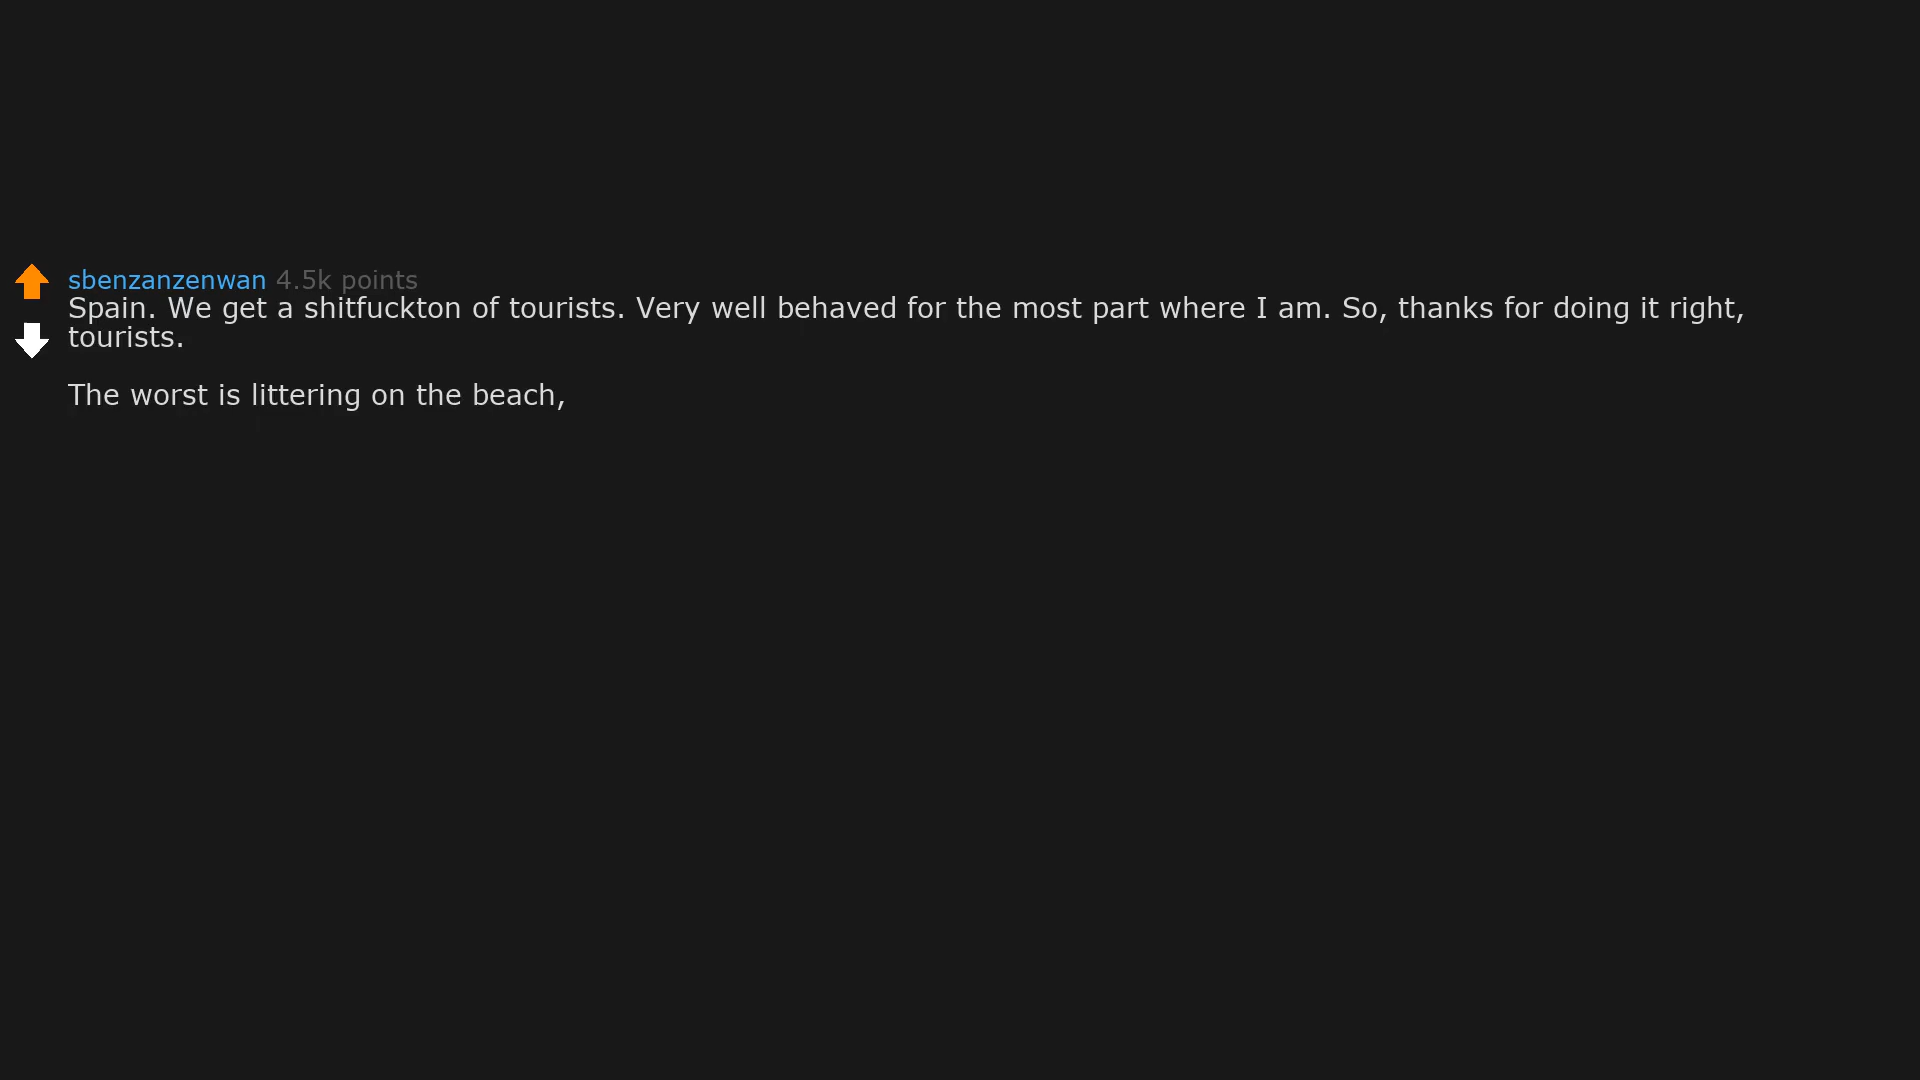 sbenzanzenwan 4.5k points
Spain. We get a shitfuckton of tourists. Very well behaved for the most part where I am. So, thanks for doing it right,
tourists.
The worst is littering on the beach,